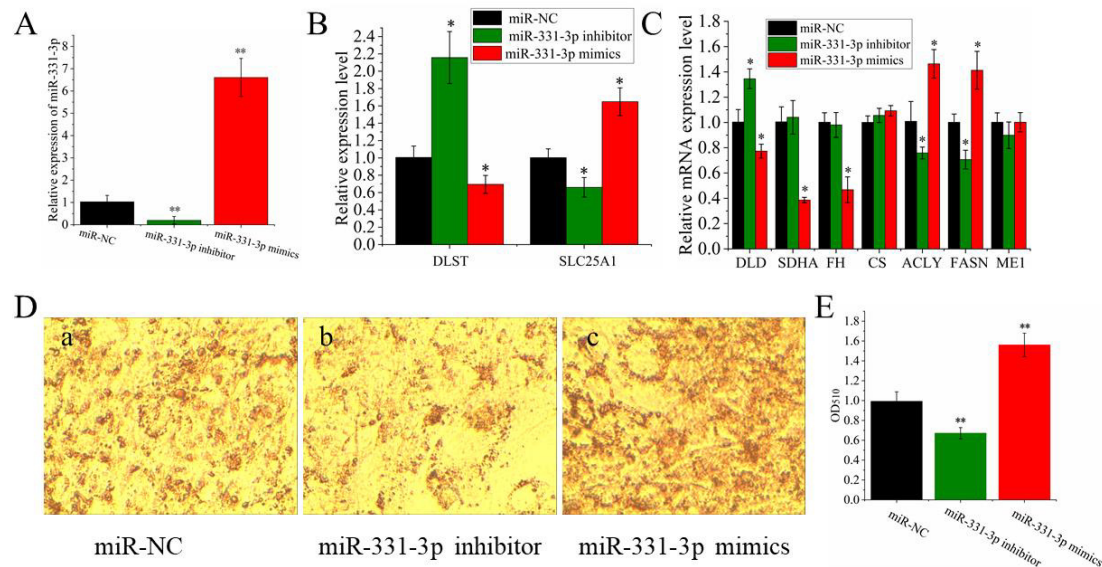 A
Relative expression of miR-331-3p
8
7
6
5
4
3
2
1
0
**
**
miR-NC
miR-331-3p inhibitor
miR-331-3p mimics
B
Relative expression level
2.4
2.2
2.0
1.8
1.6
1.4
1.2
1.0
0.8
0.6
0.4
0.2
0.0
miR-NC
miR-331-3p inhibitor
miR-331-3p mimics
*
*
*
*
DLST
SLC25A1
C
Relative mRNA expression level
1.8
1.6
1.4
1.2
1.0
0.8
0.6
0.4
0.2
0.0
miR-NC
miR-331-3p inhibitor
miR-331-3p mimics
*
*
*
*
*
*
*
*
DLD
SDHA
FH
CS
ACLY
FASN
ME1
D
a
b
c
miR-NC
miR-331-3p inhibitor
miR-331-3p mimics
E
OD510
1.8
1.6
1.4
1.2
1.0
0.8
0.6
0.4
0.2
0.0
**
**
miR-NC
miR-331-3p inhibitor
miR-331-3p mimics